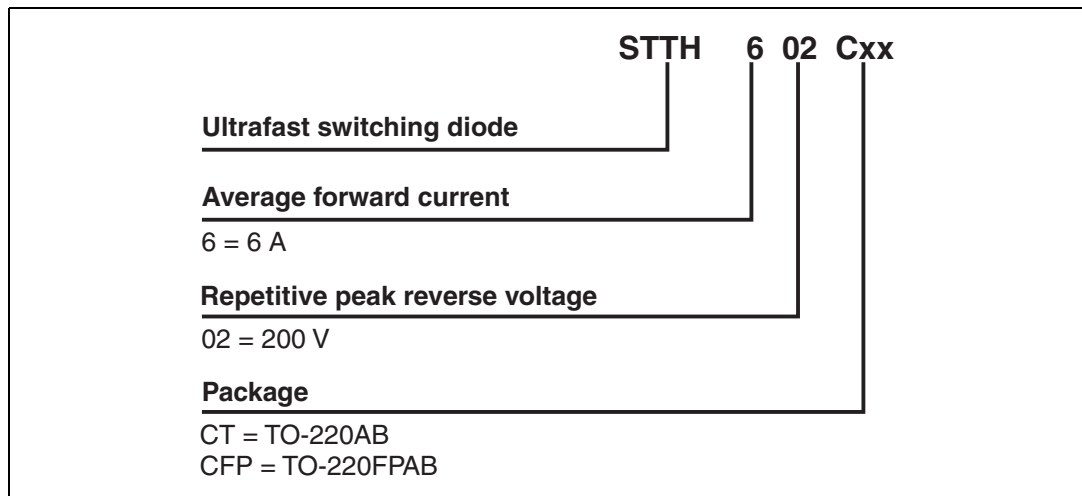 STTH 6 02 Cxx
Ultrafast switching diode
Average forward current
6 = 6 A
Repetitive peak reverse voltage
02 = 200 V
Package
CT = TO-220AB
CFP = TO-220FPAB